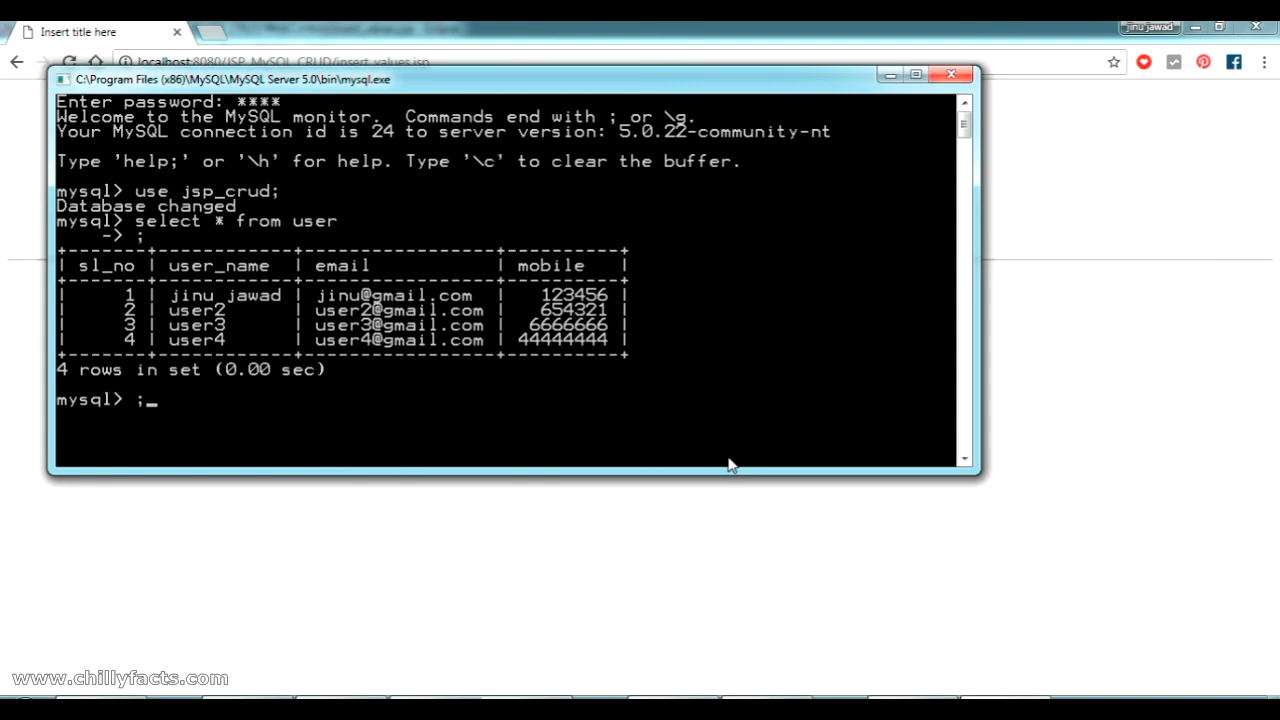 Insert title here
jinu jawad
localhost:8080/JSP_MySQL_CRUD/insert_values.jsp
C:\Program Files (x86)\MySQL\MySQL Server 5.0\bin\mysql.exe
Enter password: ****
Welcome to the MySQL monitor.  Commands end with ; or \g.
Your MySQL connection id is 24 to server version: 5.0.22-community-nt
Type 'help;' or '\h' for help. Type '\c' to clear the buffer.
mysql> use jsp_crud;
Database changed
mysql> select * from user
    -> ;
+-------+--------------+--------------------+----------+
| sl_no | user_name | email | mobile |
+-------+--------------+--------------------+----------+
| 1 | jinu jawad | jinu@gmail.com | 123456 |
| 2 | user2 | user2@gmail.com | 654321 |
| 3 | user3 | user3@gmail.com | 6666666 |
| 4 | user4 | user4@gmail.com | 44444444 |
+-------+--------------+--------------------+----------+
4 rows in set (0.00 sec)
mysql> ;_
www.chillyfacts.com